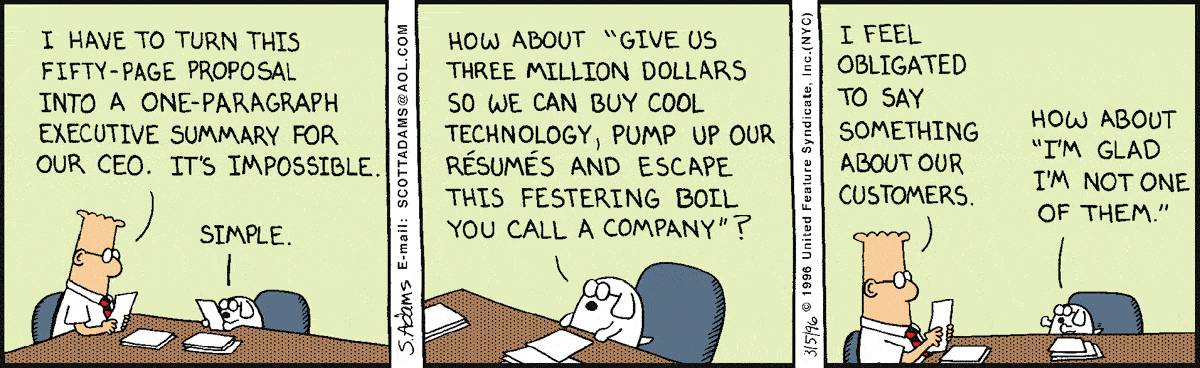 I HAVE TO TURN THIS
FIFTY-PAGE PROPOSAL
INTO A ONE-PARAGRAPH
EXECUTIVE SUMMARY FOR
OUR CEO. IT'S IMPOSSIBLE.
SIMPLE.
S.Adams E-mail: SCOTTADAMS@AOL.COM
HOW ABOUT "GIVE US
THREE MILLION DOLLARS
SO WE CAN BUY COOL
TECHNOLOGY, PUMP UP OUR
RÉSUMÉS AND ESCAPE
THIS FESTERING BOIL
YOU CALL A COMPANY"?
3/5/96 © 1996 United Feature Syndicate, Inc.(NYC)
I FEEL
OBLIGATED
TO SAY
SOMETHING
ABOUT OUR
CUSTOMERS.
HOW ABOUT
"I'M GLAD
I'M NOT ONE
OF THEM."